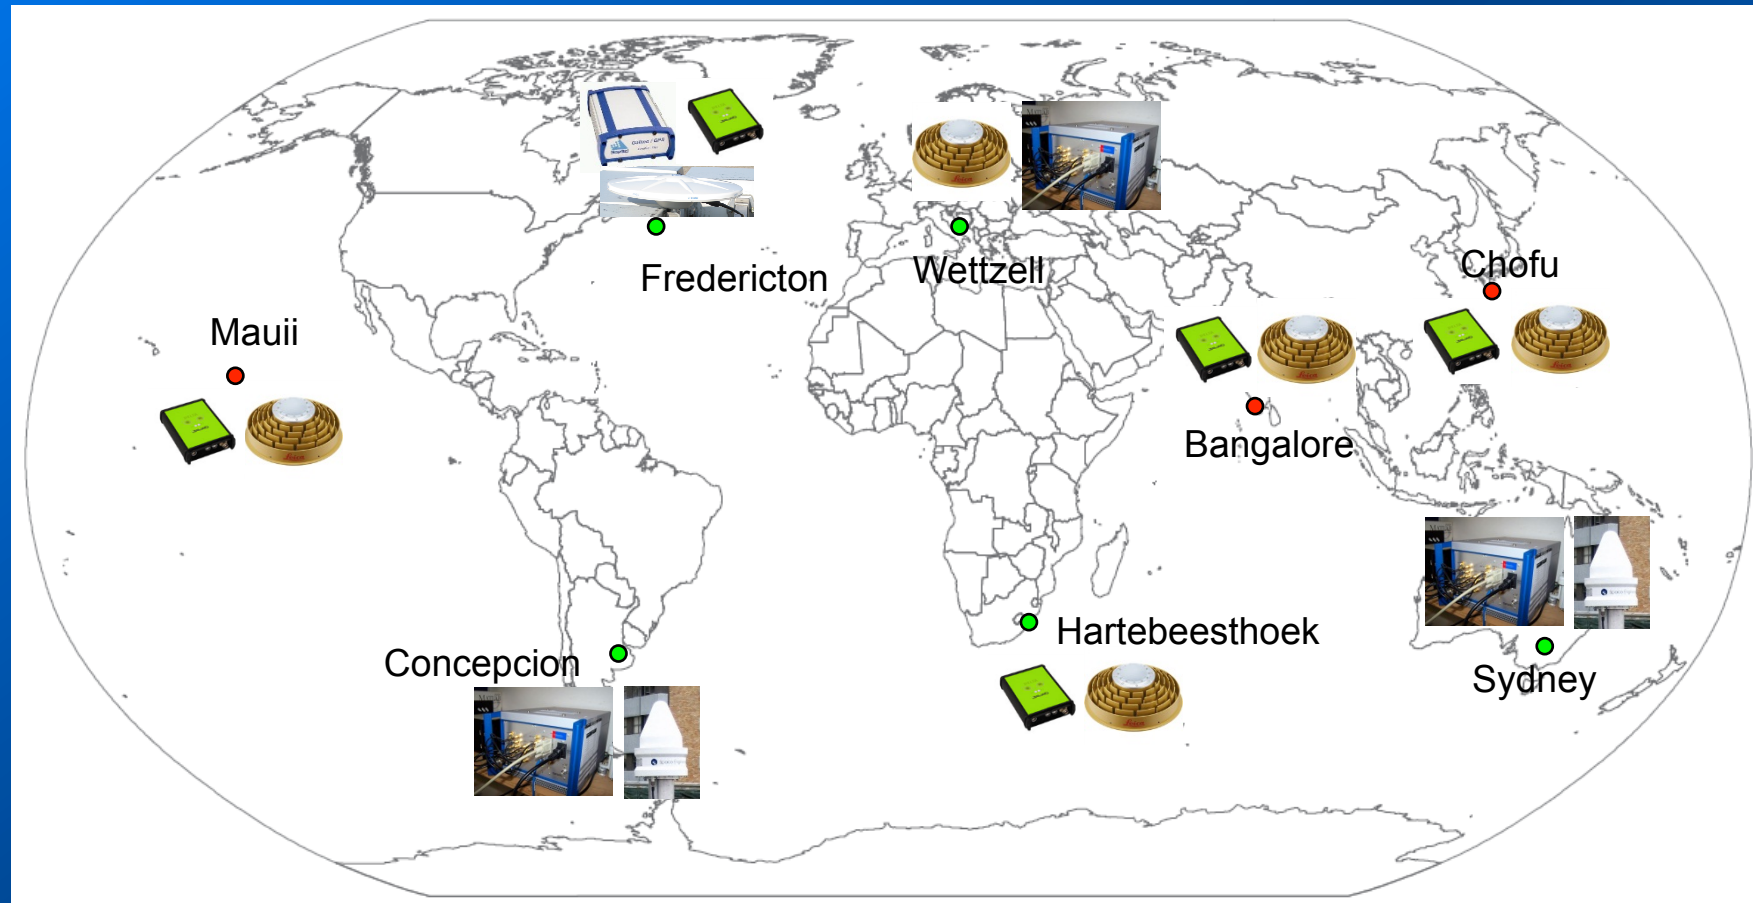 Fredericton
Wettzell
Chofu
Mauii
Bangalore
Hartebeesthoek
Concepcion
Sydney